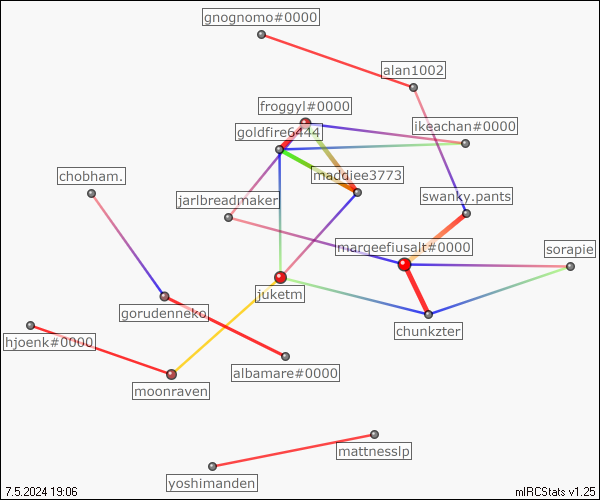 gnognomo#0000
alan1002
froggyl#0000
ikeachan#0000
goldfire6444
maddiee3773
chobham.
jarlbreadmaker
swanky.pants
margeefiusalt#0000
sorapie
juketm
gorudenneko
chunkzter
hjoenk#0000
albamare#0000
moonraven
mattnesslp
yoshimanden
7.5.2024 19:06
mIRCStats v1.25